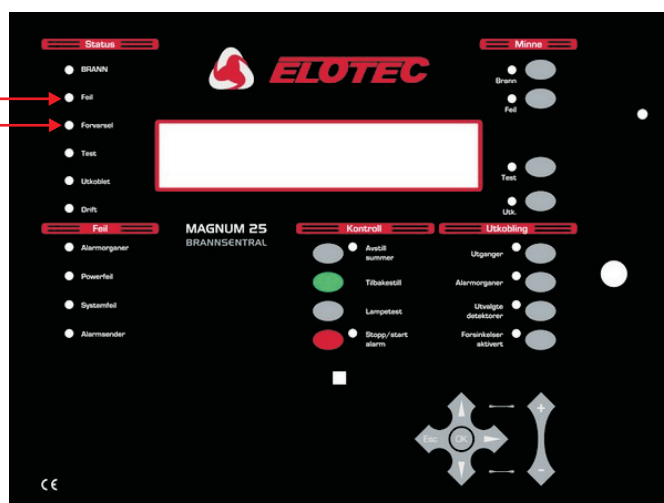 Status
BRANN
Feil
Forvarsel
Test
Utkoblet
Drift
ELOTEC
Minne
Brann
Feil
Test
Utk.
Feil
Alarmorganer
Powerfeil
Systemfeil
Alarmsender
MAGNUM 25
BRANNSENTRAL
Kontroll
Avstill
summer
Tilbakestill
Lampetest
Stopp/start
alarm
Utkobling
Utganger
Alarmorganer
Utvalgte
detektorer
Forsinkelser
aktivert
Esc
OK
+
-
CE